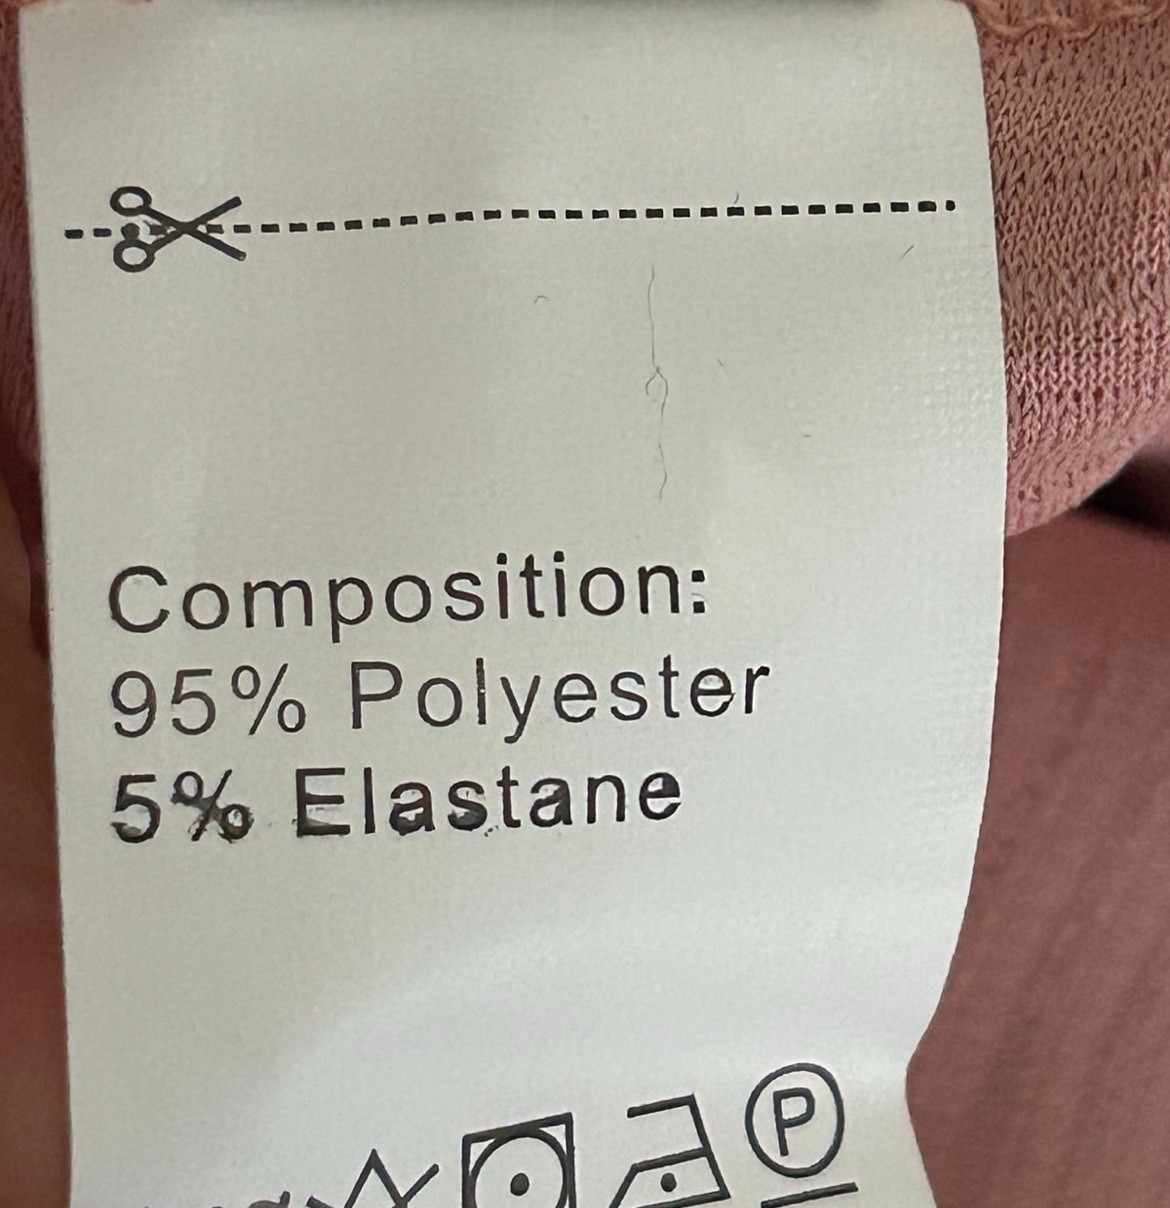 Composition:
95% Polyester
5% Elastane
P